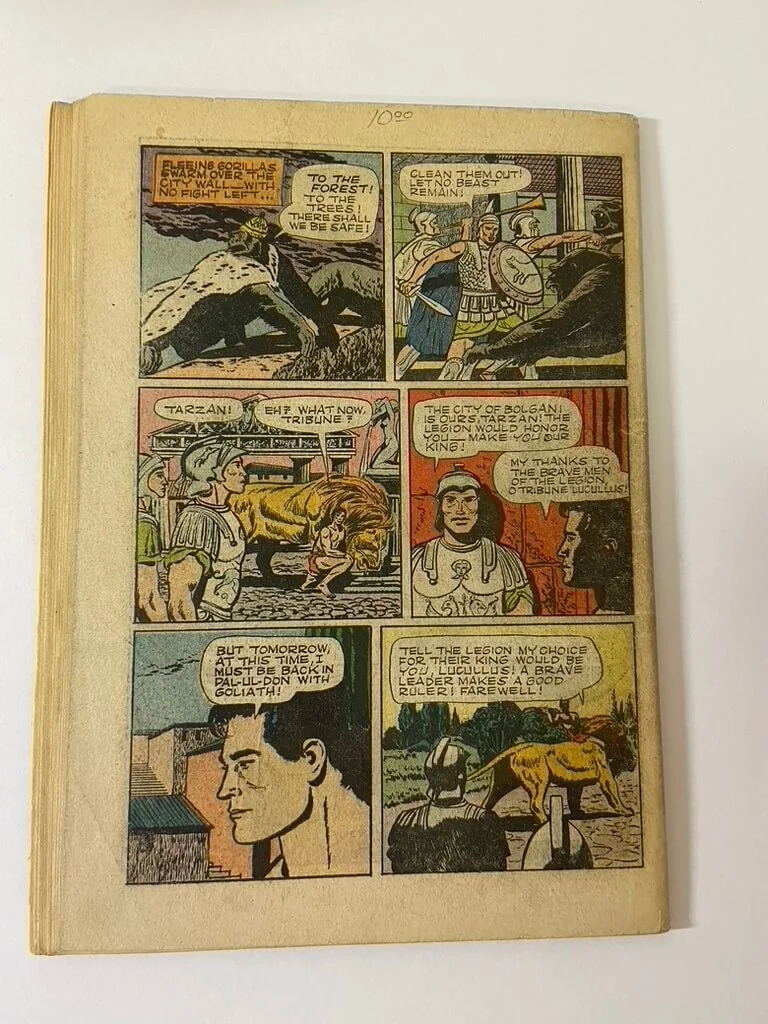 10 00
FLEEING GORILLAS
SWARM OVER THE
CITY WALL—WITH
NO FIGHT LEFT...
TO THE
FOREST!
TO THE
TREES!
THERE SHALL
WE BE SAFE!
CLEAN THEM OUT!
LET NO BEAST
REMAIN!
TARZAN!
EH? WHAT NOW,
TRIBUNE?
THE CITY OF BOLGANI
IS OURS, TARZAN! THE
LEGION WOULD HONOR
YOU — MAKE YOU OUR
KING!
MY THANKS TO
THE BRAVE MEN
OF THE LEGION,
O TRIBUNE LUCULLUS!
BUT TOMORROW,
AT THIS TIME, I
MUST BE BACK IN
PAL-UL-DON WITH
GOLIATH!
TELL THE LEGION MY CHOICE
FOR THEIR KING WOULD BE
YOU, LUCULLUS! A BRAVE
LEADER MAKES A GOOD
RULER! FAREWELL!